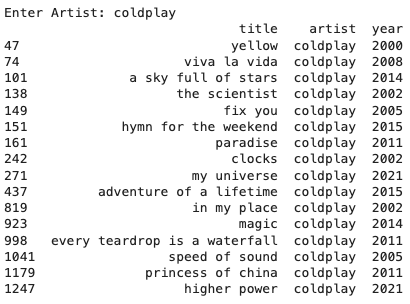 Enter Artist: coldplay
title artist year
47 yellow coldplay 2000
74 viva la vida coldplay 2008
101 a sky full of stars coldplay 2014
138 the scientist coldplay 2002
149 fix you coldplay 2005
151 hymn for the weekend coldplay 2015
161 paradise coldplay 2011
242 clocks coldplay 2002
271 my universe coldplay 2021
437 adventure of a lifetime coldplay 2015
819 in my place coldplay 2002
923 magic coldplay 2014
998 every teardrop is a waterfall coldplay 2011
1041 speed of sound coldplay 2005
1179 princess of china coldplay 2011
1247 higher power coldplay 2021